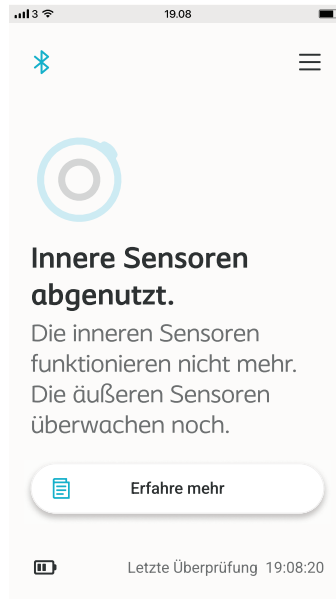 3 19.08
Innere Sensoren
abgenutzt.
Die inneren Sensoren
funktionieren nicht mehr.
Die äußeren Sensoren
überwachen noch.
Erfahre mehr
Letzte Überprüfung 19:08:20